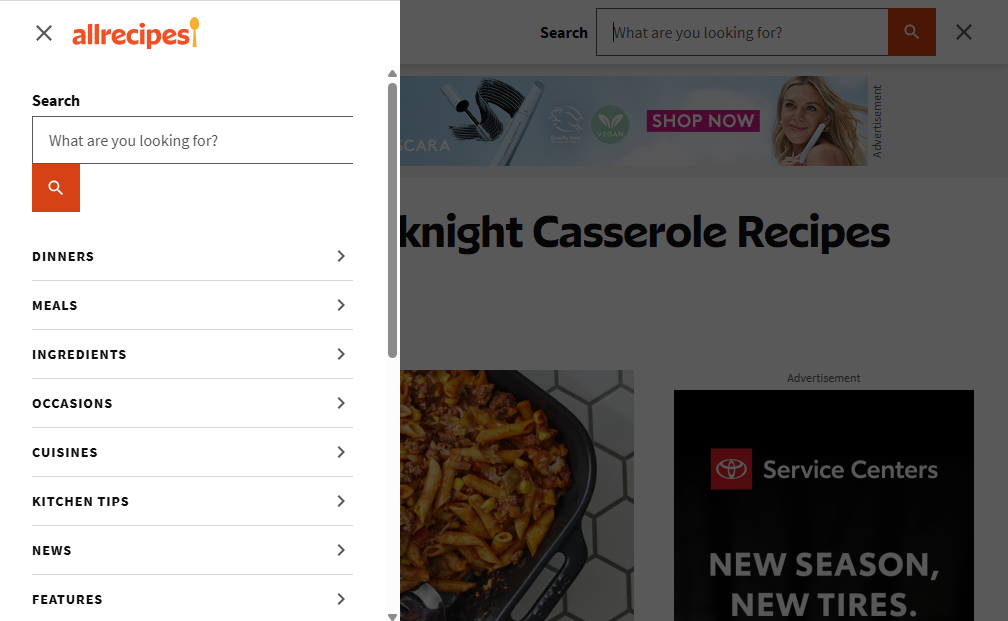 allrecipes
Search
What are you looking for?
DINNERS
MEALS
INGREDIENTS
OCCASIONS
CUISINES
KITCHEN TIPS
NEWS
FEATURES
Search
What are you looking for?
SCARA
VEGAN
SHOP NOW
Advertisement
knight Casserole Recipes
Advertisement
Service Centers
NEW SEASON,
NEW TIRES.